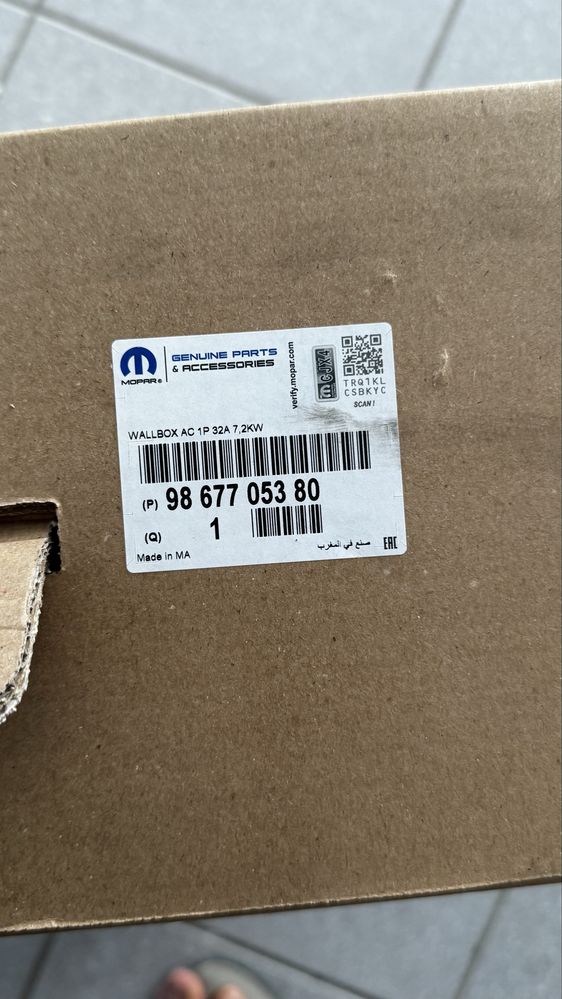 MOPAR®
GENUINE PARTS
& ACCESSORIES
verify.mopar.com
GJX4
TRQ1KL
CSBKYC
SCAN !
WALLBOX AC 1P 32A 7,2KW
(P) 98 677 053 80
(Q) 1
Made in MA
صنع في المغرب
EAC